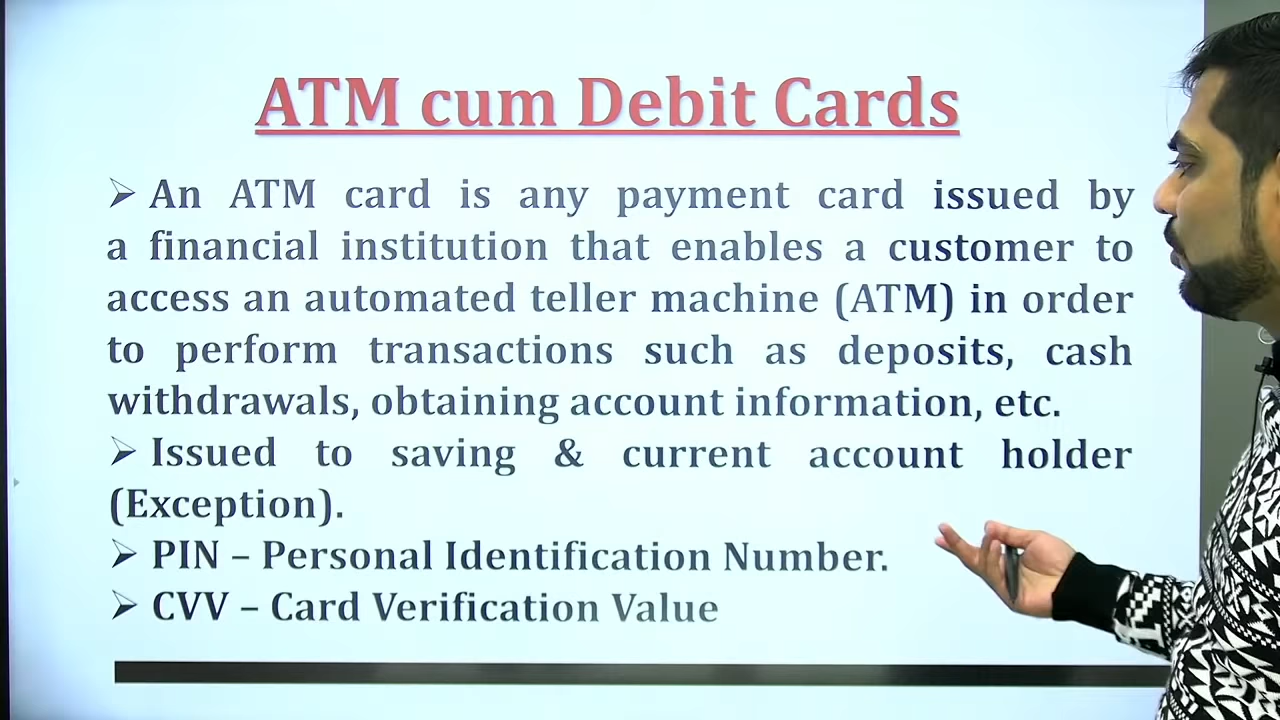 ATM cum Debit Cards
➢ An ATM card is any payment card issued by
a financial institution that enables a customer to
access an automated teller machine (ATM) in order
to perform transactions such as deposits, cash
withdrawals, obtaining account information, etc.
➢ Issued to saving & current account holder
(Exception).
➢ PIN – Personal Identification Number.
➢ CVV – Card Verification Value